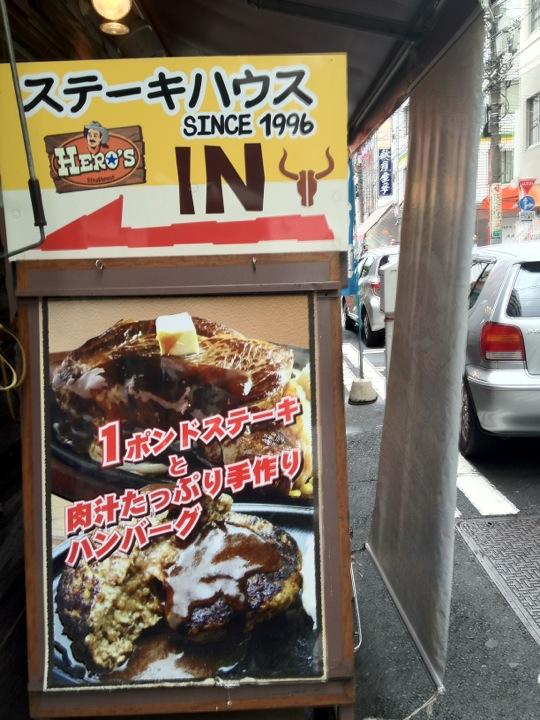 ステーキハウス
SINCE 1996
HERO'S
SteakHouse
IN
1ポンドステーキ
と
肉汁たっぷり手作り
ハンバーグ